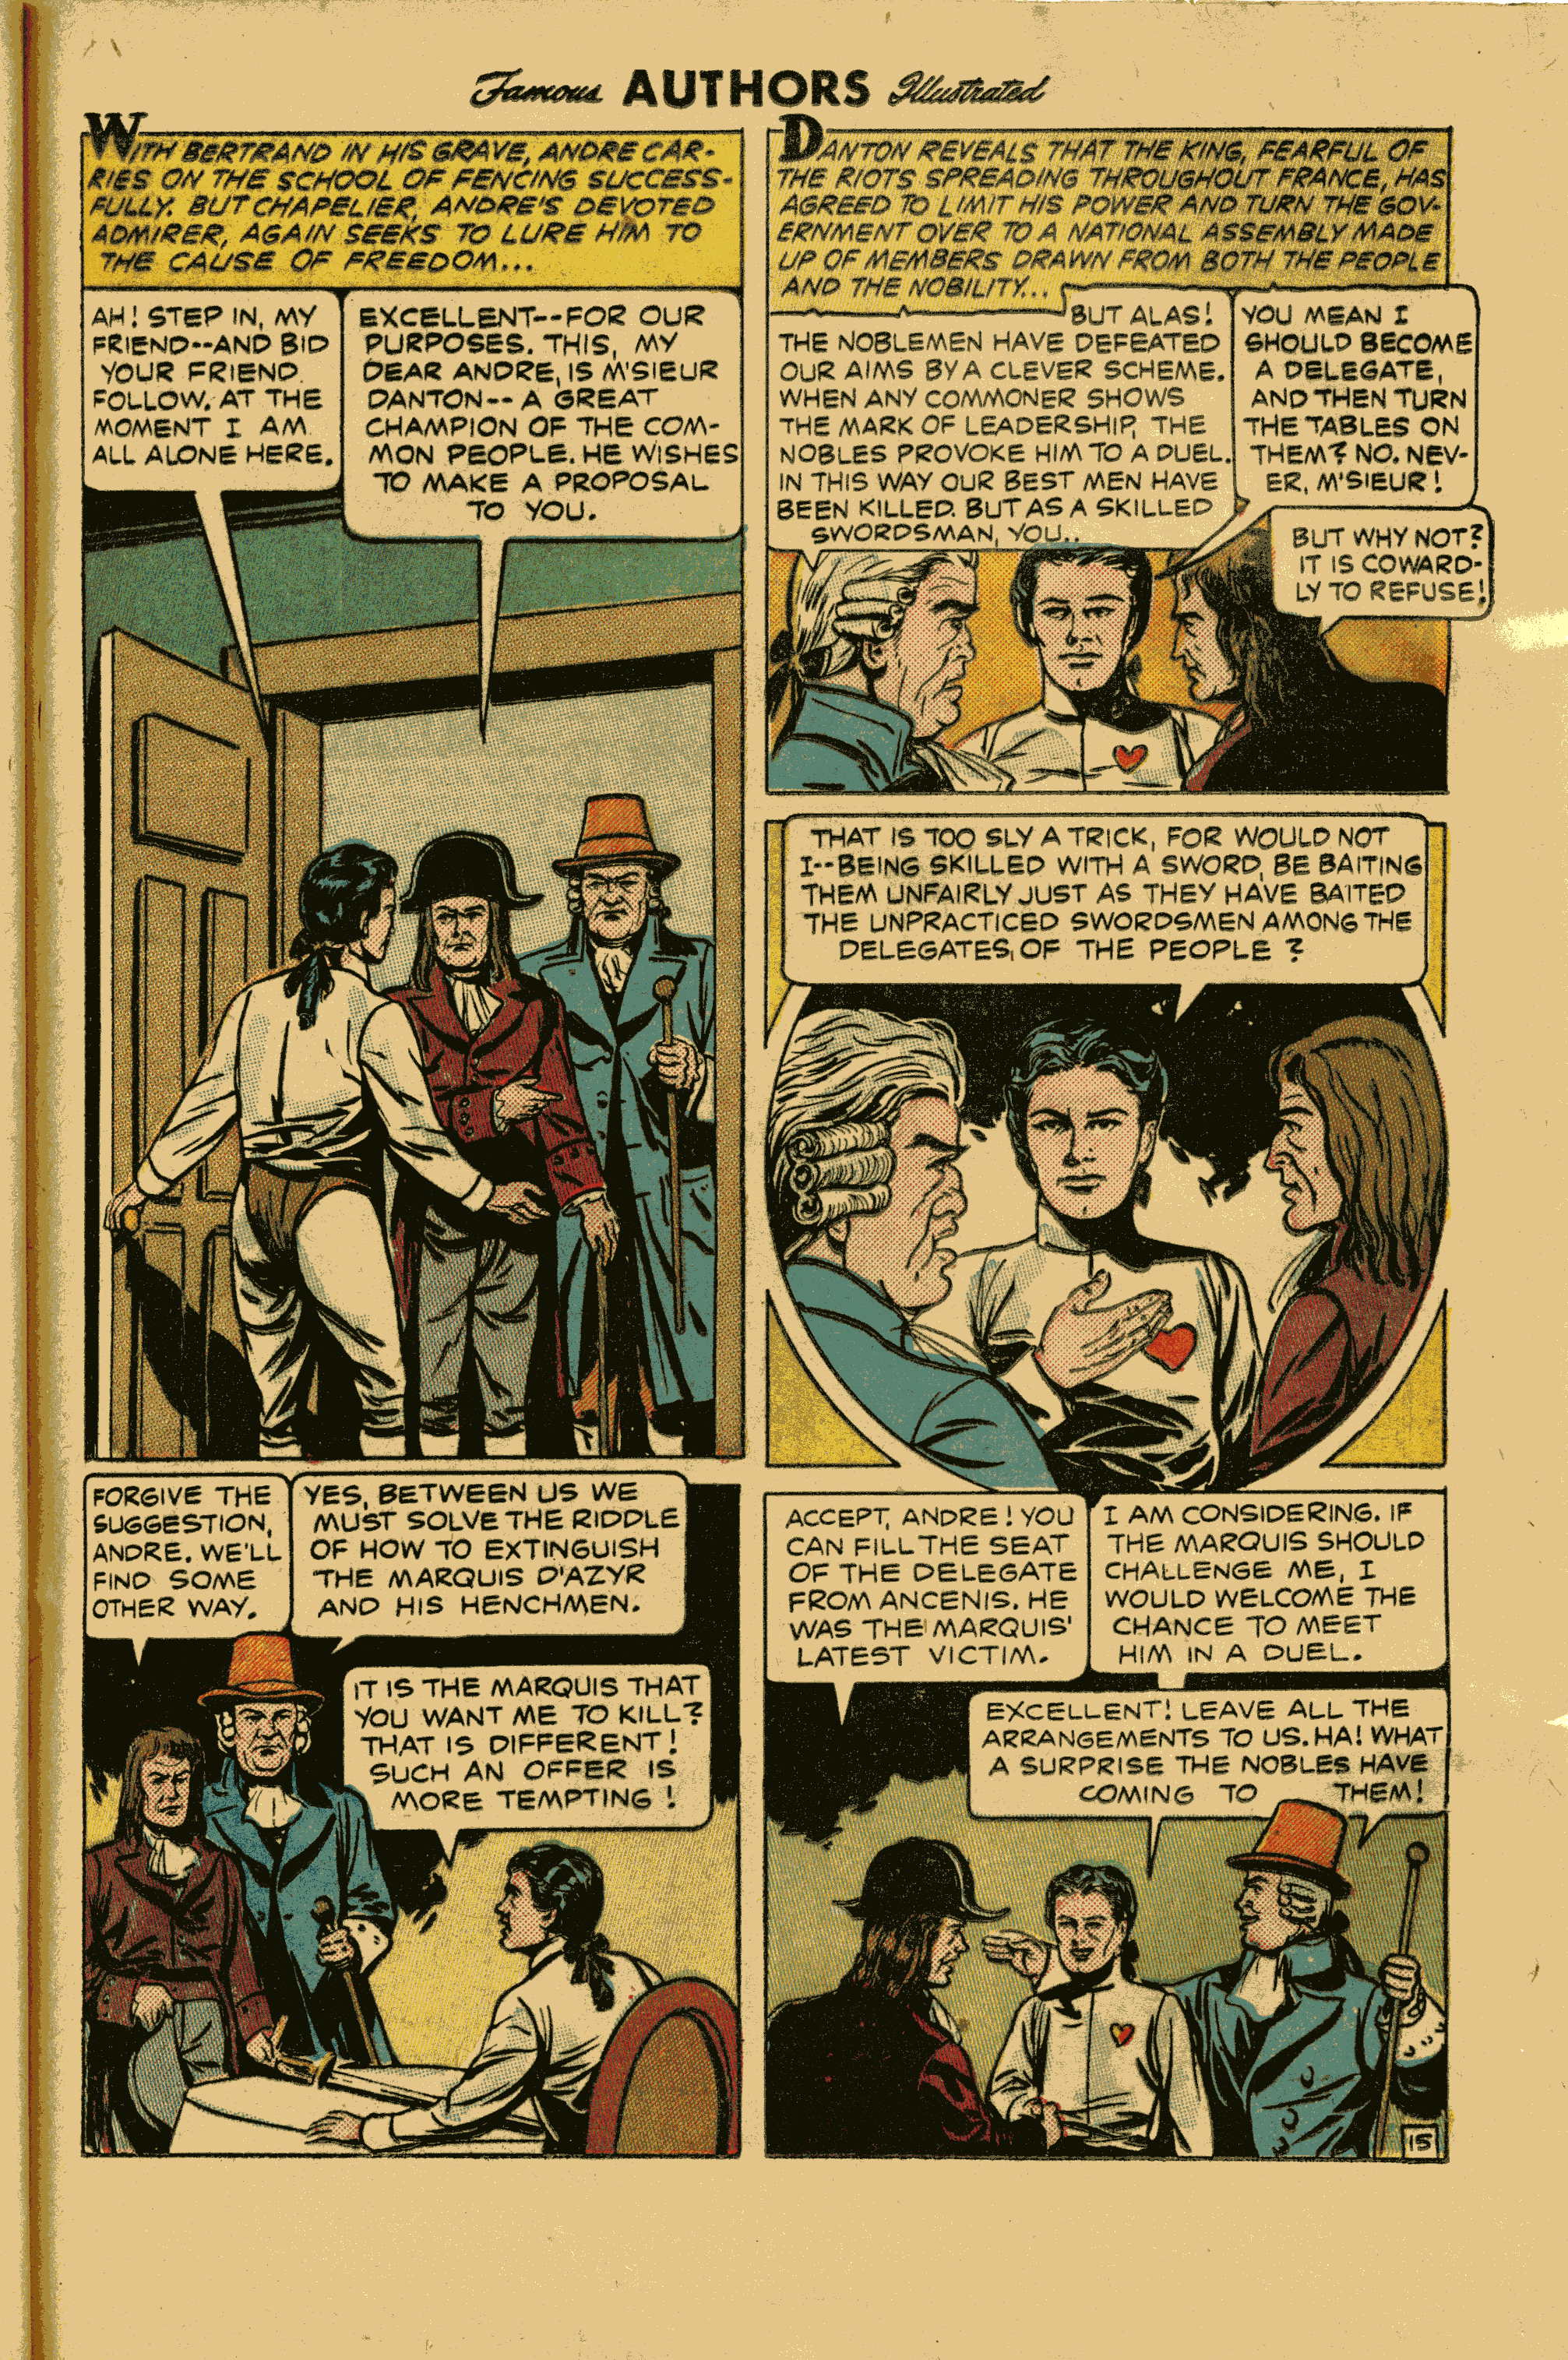 Famous AUTHORS Illustrated
WITH BERTRAND IN HIS GRAVE, ANDRE CAR-
RIES ON THE SCHOOL OF FENCING SUCCESS-
FULLY. BUT CHAPELIER, ANDRE'S DEVOTED
ADMIRER, AGAIN SEEKS TO LURE HIM TO
THE CAUSE OF FREEDOM...
AH! STEP IN, MY
FRIEND--AND BID
YOUR FRIEND
FOLLOW. AT THE
MOMENT I AM
ALL ALONE HERE.
EXCELLENT--FOR OUR
PURPOSES. THIS, MY
DEAR ANDRE, IS M'SIEUR
DANTON--A GREAT
CHAMPION OF THE COM-
MON PEOPLE. HE WISHES
TO MAKE A PROPOSAL
TO YOU.
DANTON REVEALS THAT THE KING, FEARFUL OF
THE RIOTS SPREADING THROUGHOUT FRANCE, HAS
AGREED TO LIMIT HIS POWER AND TURN THE GOV-
ERNMENT OVER TO A NATIONAL ASSEMBLY MADE
UP OF MEMBERS DRAWN FROM BOTH THE PEOPLE
AND THE NOBILITY...
BUT ALAS!
THE NOBLEMEN HAVE DEFEATED
OUR AIMS BY A CLEVER SCHEME.
WHEN ANY COMMONER SHOWS
THE MARK OF LEADERSHIP, THE
NOBLES PROVOKE HIM TO A DUEL.
IN THIS WAY OUR BEST MEN HAVE
BEEN KILLED. BUT AS A SKILLED
SWORDSMAN, YOU..
YOU MEAN I
SHOULD BECOME
A DELEGATE,
AND THEN TURN
THE TABLES ON
THEM? NO. NEV-
ER, M'SIEUR!
BUT WHY NOT?
IT IS COWARD-
LY TO REFUSE!
THAT IS TOO SLY A TRICK, FOR WOULD NOT
I--BEING SKILLED WITH A SWORD, BE BAITING
THEM UNFAIRLY JUST AS THEY HAVE BAITED
THE UNPRACTICED SWORDSMEN AMONG THE
DELEGATES, OF THE PEOPLE?
FORGIVE THE
SUGGESTION,
ANDRE. WE'LL
FIND SOME
OTHER WAY.
YES, BETWEEN US WE
MUST SOLVE THE RIDDLE
OF HOW TO EXTINGUISH
THE MARQUIS D'AZYR
AND HIS HENCHMEN.
IT IS THE MARQUIS THAT
YOU WANT ME TO KILL?
THAT IS DIFFERENT!
SUCH AN OFFER IS
MORE TEMPTING!
ACCEPT, ANDRE! YOU
CAN FILL THE SEAT
OF THE DELEGATE
FROM ANCENIS. HE
WAS THE MARQUIS'
LATEST VICTIM.
I AM CONSIDERING. IF
THE MARQUIS SHOULD
CHALLENGE ME, I
WOULD WELCOME THE
CHANCE TO MEET
HIM IN A DUEL.
EXCELLENT! LEAVE ALL THE
ARRANGEMENTS TO US. HA! WHAT
A SURPRISE THE NOBLES HAVE
COMING TO THEM!
15